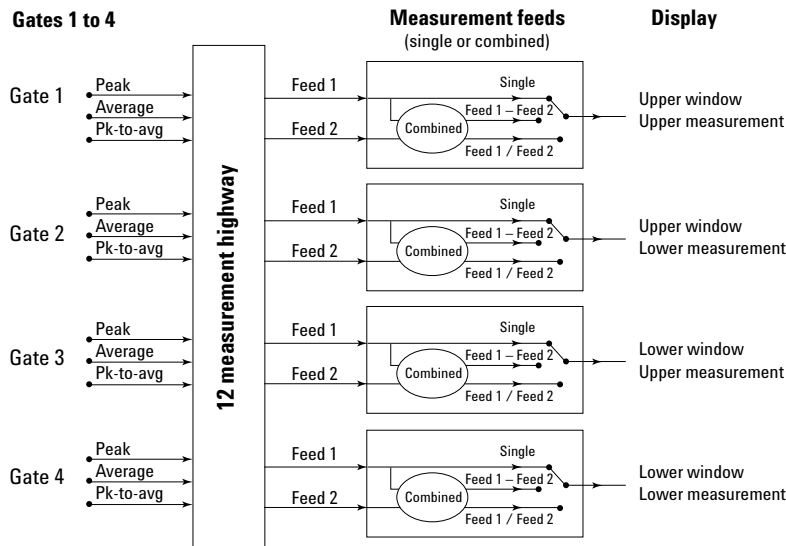 Gates 1 to 4
Measurement feeds
(single or combined)
Display
Gate 1
Peak
Average
Pk-to-avg
Feed 1
Feed 2
Single
Feed 1 – Feed 2
Combined
Feed 1 / Feed 2
Upper window
Upper measurement
Gate 2
Peak
Average
Pk-to-avg
Feed 1
Feed 2
Single
Feed 1 – Feed 2
Combined
Feed 1 / Feed 2
Upper window
Lower measurement
12 measurement highway
Gate 3
Peak
Average
Pk-to-avg
Feed 1
Feed 2
Single
Feed 1 – Feed 2
Combined
Feed 1 / Feed 2
Lower window
Upper measurement
Gate 4
Peak
Average
Pk-to-avg
Feed 1
Feed 2
Single
Feed 1 – Feed 2
Combined
Feed 1 / Feed 2
Lower window
Lower measurement